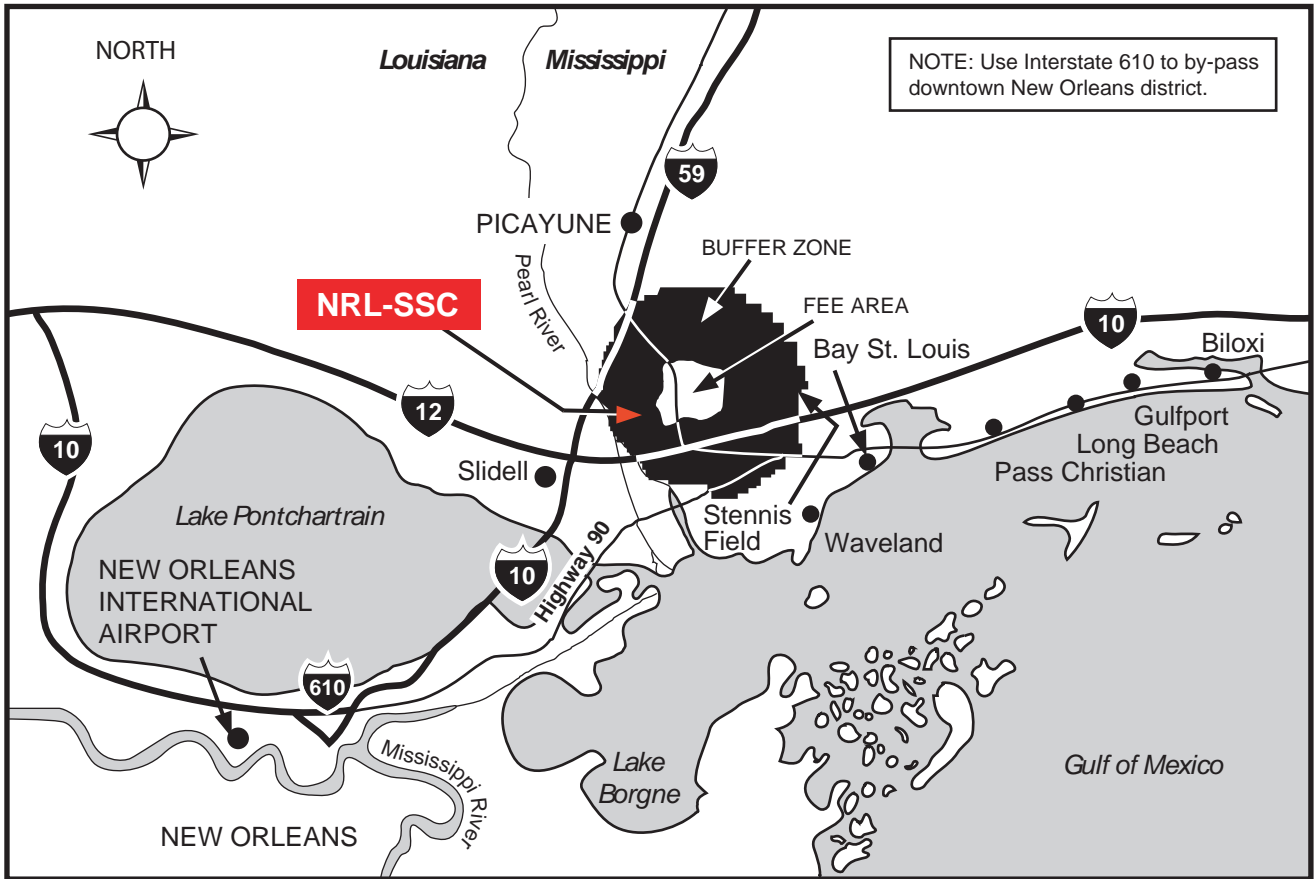 NORTH
Louisiana
Mississippi
NOTE: Use Interstate 610 to by-pass
downtown New Orleans district.
59
PICAYUNE
BUFFER ZONE
Pearl River
NRL-SSC
FEE AREA
10
Bay St. Louis
Biloxi
12
10
Gulfport
Long Beach
Pass Christian
Slidell
Lake Pontchartrain
Stennis
Field
Waveland
10
Highway 90
NEW ORLEANS
INTERNATIONAL
AIRPORT
610
Mississippi River
Lake
Borgne
Gulf of Mexico
NEW ORLEANS